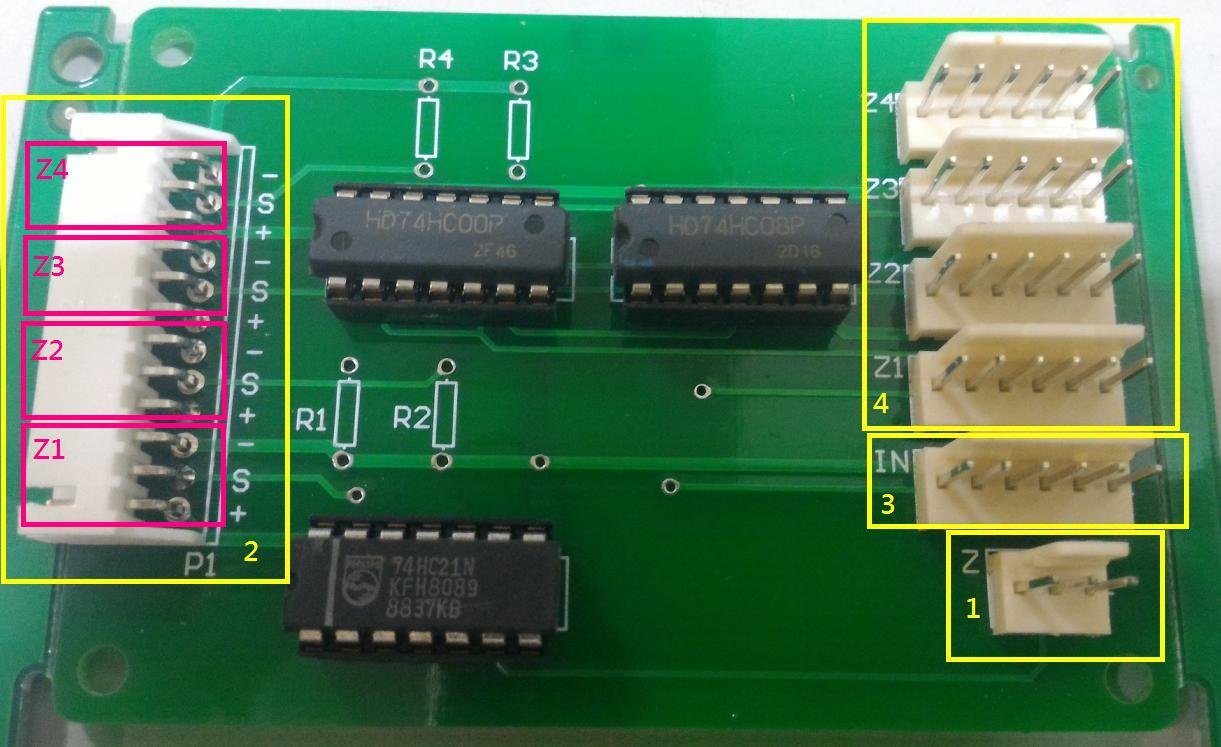 R4 R3
Z4
-
S
+
Z3
-
S
+
Z2
-
S
+
Z1
-
S
+
P1
2
HD74HC00P
2F46
HD74HC08P
2D16
R1 R2
74HC21N
KFH8089
8837KB
Z4
Z3
Z2
Z1
4
IN
3
Z
1